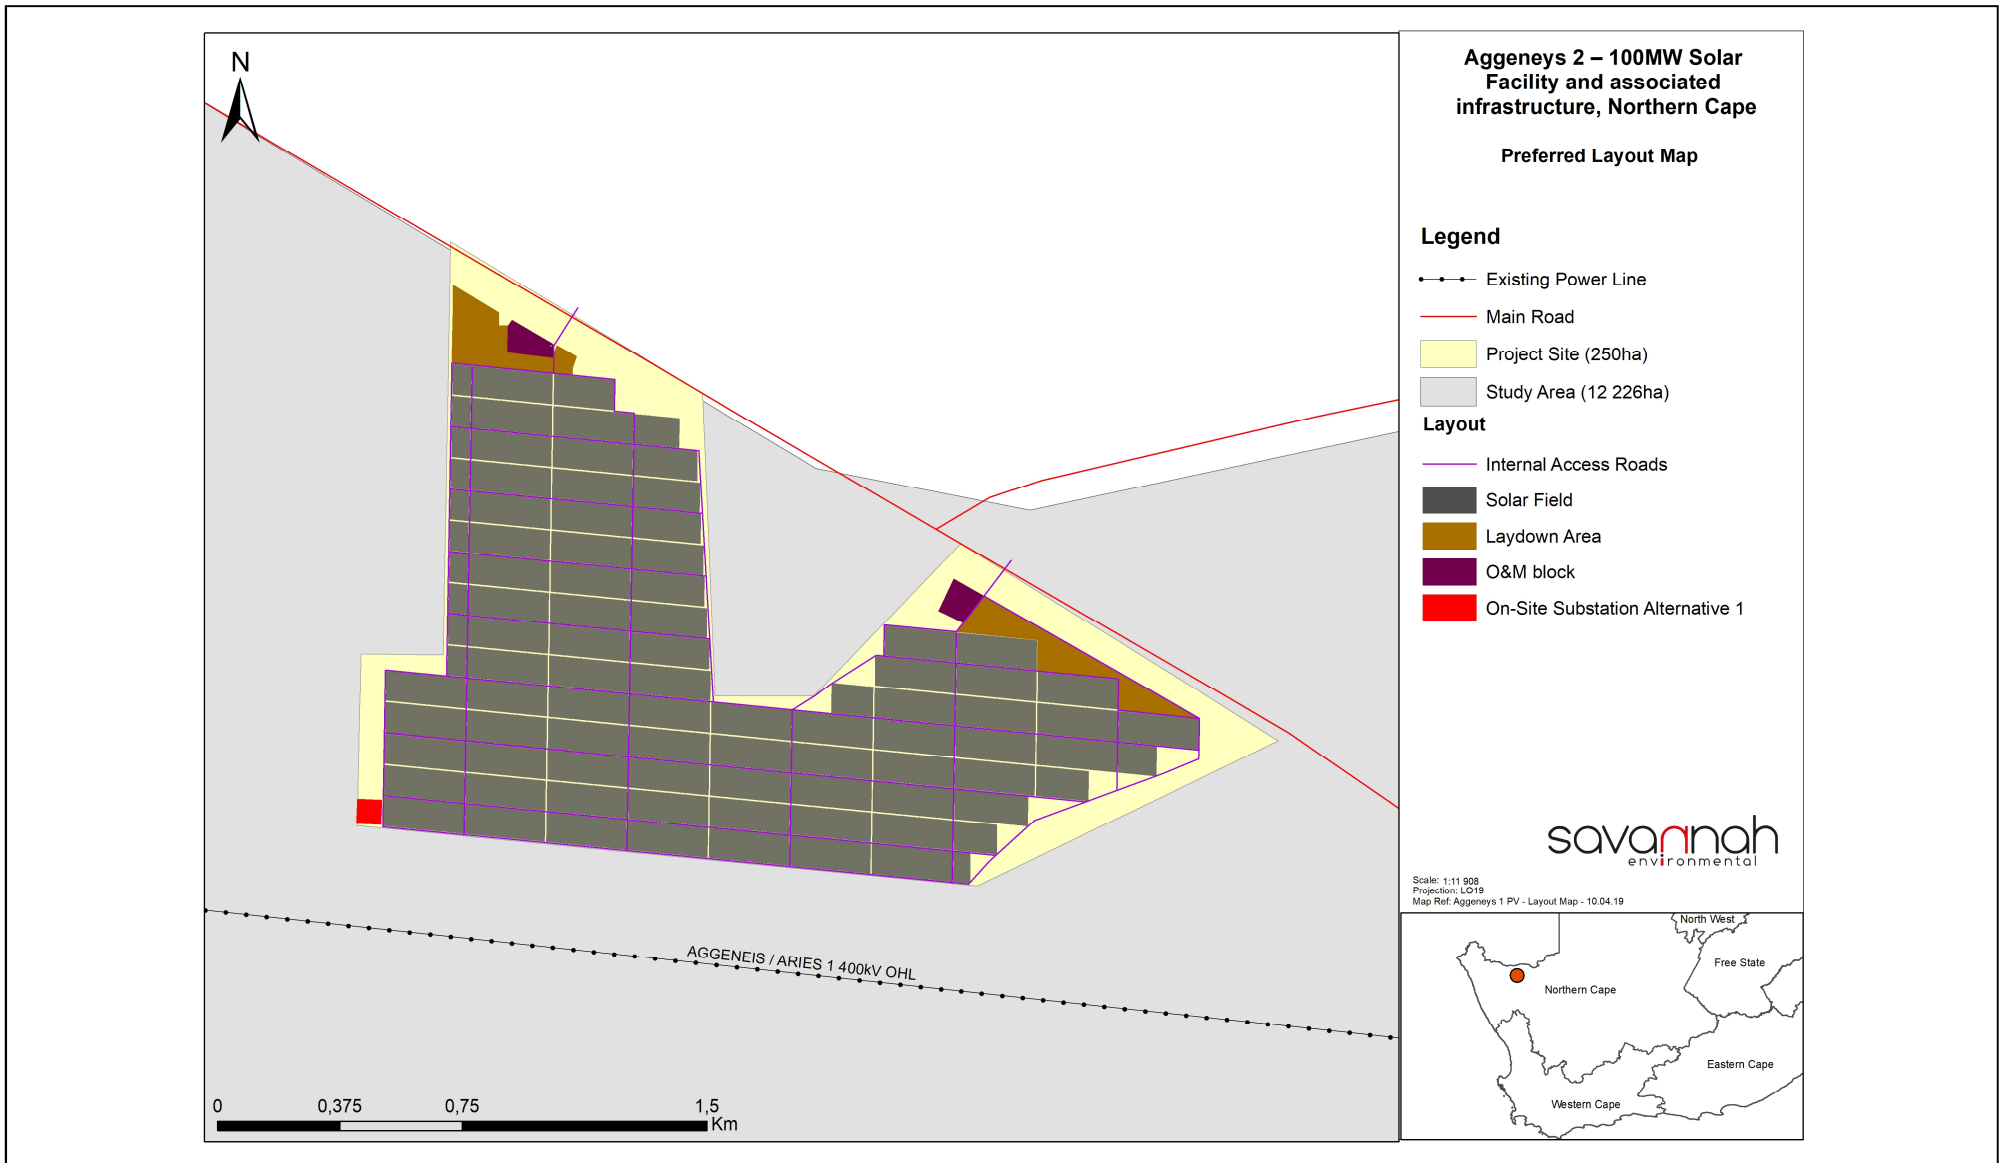 N
Aggeneys 2 – 100MW Solar
Facility and associated
infrastructure, Northern Cape
Preferred Layout Map
Legend
Existing Power Line
Main Road
Project Site (250ha)
Study Area (12 226ha)
Layout
Internal Access Roads
Solar Field
Laydown Area
O&M block
On-Site Substation Alternative 1
savannah
environmental
Scale: 1:11 908
Projection: LO19
Map Ref: Aggeneys 1 PV - Layout Map - 10.04.19
AGGENEIS / ARIES 1 400kV OHL
0 0,375 0,75 1,5
Km
North West
Free State
Northern Cape
Eastern Cape
Western Cape